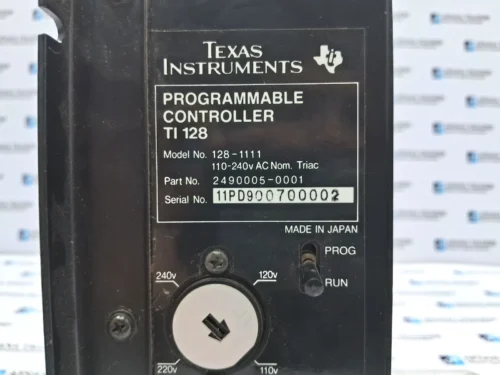 TEXAS
INSTRUMENTS
PROGRAMMABLE
CONTROLLER
TI 128
Model No. 128-1111
110-240v AC Nom. Triac
Part No. 2490005-0001
Serial No. 11PD900700002
MADE IN JAPAN
PROG
RUN
240v 120v
220v 110v